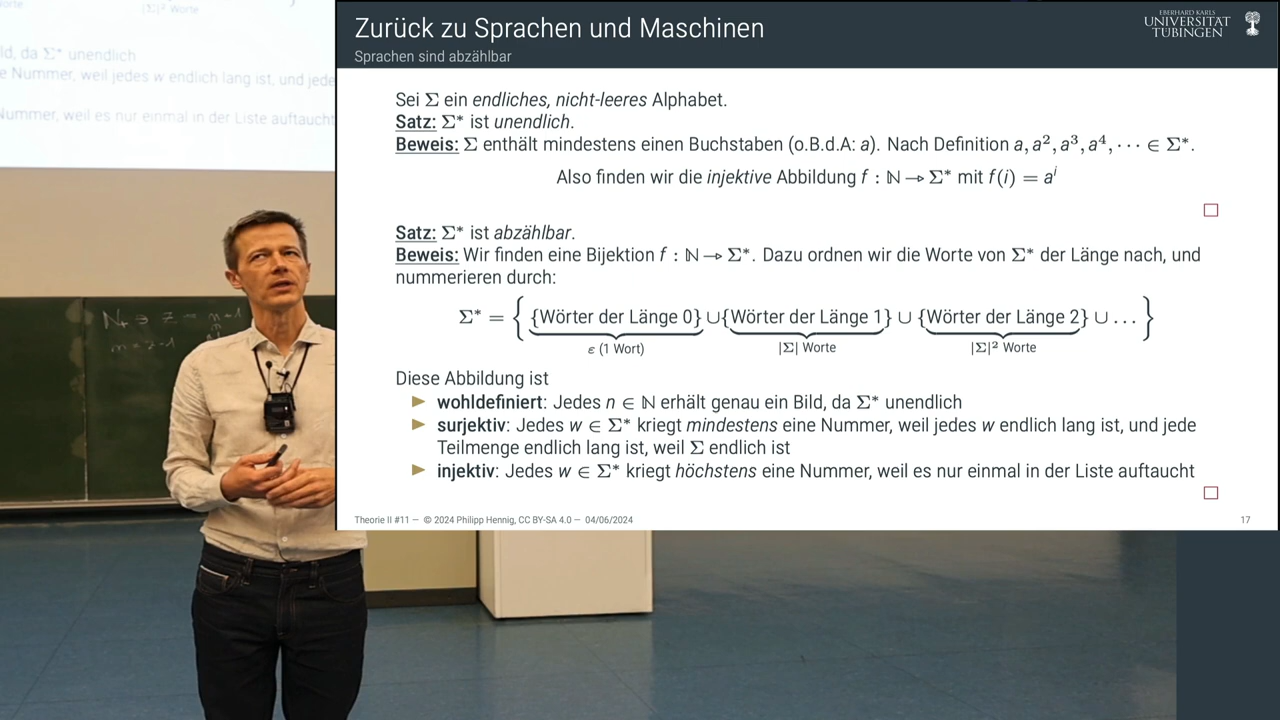 Zurück zu Sprachen und Maschinen
Sprachen sind abzählbar
EBERHARD KARLS
UNIVERSITÄT
TÜBINGEN
Sei Σ ein endliches, nicht-leeres Alphabet.
Satz: Σ* ist unendlich.
Beweis: Σ enthält mindestens einen Buchstaben (o.B.d.A: a). Nach Definition a, a², a³, a⁴, ⋯ ∈ Σ*.
Also finden wir die injektive Abbildung f : ℕ → Σ* mit f(i) = aⁱ
Satz: Σ* ist abzählbar.
Beweis: Wir finden eine Bijektion f : ℕ → Σ*. Dazu ordnen wir die Worte von Σ* der Länge nach, und
nummerieren durch:
Σ* = { {Wörter der Länge 0} ∪ {Wörter der Länge 1} ∪ {Wörter der Länge 2} ∪ … }
ε (1 Wort) |Σ| Worte |Σ|² Worte
Diese Abbildung ist
► wohldefiniert: Jedes n ∈ ℕ erhält genau ein Bild, da Σ* unendlich
► surjektiv: Jedes w ∈ Σ* kriegt mindestens eine Nummer, weil jedes w endlich lang ist, und jede
Teilmenge endlich lang ist, weil Σ endlich ist
► injektiv: Jedes w ∈ Σ* kriegt höchstens eine Nummer, weil es nur einmal in der Liste auftaucht
Theorie II #11 — © 2024 Philipp Hennig, CC BY-SA 4.0 — 04/06/2024
17
|Σ|² Worte
ld, da Σ* unendlich
e Nummer, weil jedes w endlich lang ist, und jede
Nummer, weil es nur einmal in der Liste auftaucht